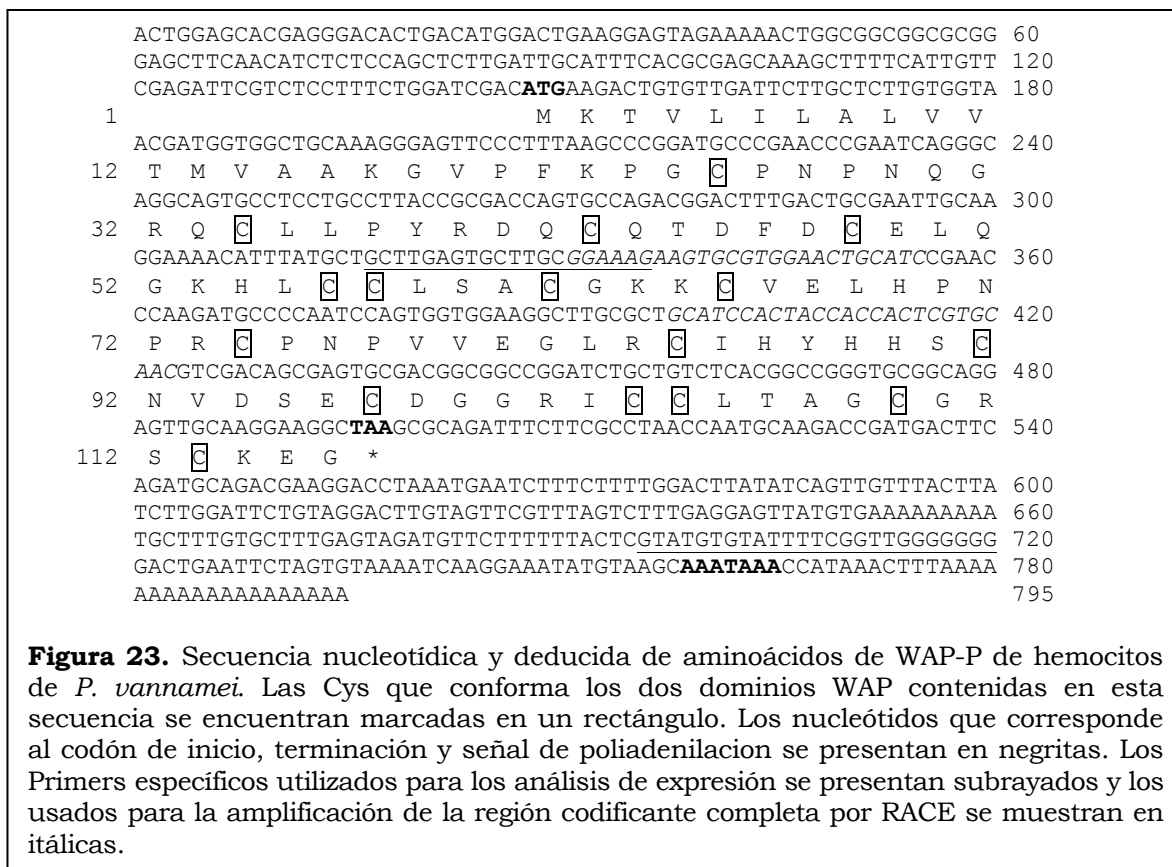 ACTGGAGCACGAGGGACACTGACATGGACTGAAGGAGTAGAAAAACTGGCGGCGGCGCGG 60
GAGCTTCAACATCTCTCCAGCTCTTGATTGCATTTCACGCGAGCAAAGCTTTTCATTGTT 120
CGAGATTCGTCTCCTTTCTGGATCGACATGAAGACTGTGTTGATTCTTGCTCTTGTGGTA 180
1 M K T V L I L A L V V
ACGATGGTGGCTGCAAAGGGAGTTCCCTTTAAGCCCGGATGCCCGAACCCGAATCAGGGC 240
12 T M V A A K G V P F K P G C P N P N Q G
AGGCAGTGCCTCCTGCCTTACCGCGACCAGTGCCAGACGGACTTTGACTGCGAATTGCAA 300
32 R Q C L L P Y R D Q C Q T D F D C E L Q
GGAAAACATTTATGCTGCTTGAGTGCTTGCGGAAAGAAGTGCGTGGAACTGCATCCGAAC 360
52 G K H L C C L S A C G K K C V E L H P N
CCAAGATGCCCCAATCCAGTGGTGGAAGGCTTGCGCTGCATCCACTACCACCACTCGTGC 420
72 P R C P N P V V E G L R C I H Y H H S C
AACGTCGACAGCGAGTGCGACGGCGGCCGGATCTGCTGTCTCACGGCCGGGTGCGGCAGG 480
92 N V D S E C D G G R I C C L T A G C G R
AGTTGCAAGGAAGGCTAAGCGCAGATTTCTTCGCCTAACCAATGCAAGACCGATGACTTC 540
112 S C K E G *
AGATGCAGACGAAGGACCTAAATGAATCTTTCTTTTGGACTTATATCAGTTGTTTACTTA 600
TCTTGGATTCTGTAGGACTTGTAGTTCGTTTAGTCTTTGAGGAGTTATGTGAAAAAAAAA 660
TGCTTTGTGCTTTGAGTAGATGTTCTTTTTTACTCGTATGTGTATTTTCGGTTGGGGGGG 720
GACTGAATTCTAGTGTAAAATCAAGGAAATATGTAAGCAAATAAACCATAAACTTTAAAA 780
AAAAAAAAAAAAAAA 795
Figura 23. Secuencia nucleotídica y deducida de aminoácidos de WAP-P de hemocitos
de P. vannamei. Las Cys que conforma los dos dominios WAP contenidas en esta
secuencia se encuentran marcadas en un rectángulo. Los nucleótidos que corresponde
al codón de inicio, terminación y señal de poliadenilacion se presentan en negritas. Los
Primers específicos utilizados para los análisis de expresión se presentan subrayados y los
usados para la amplificación de la región codificante completa por RACE se muestran en
itálicas.